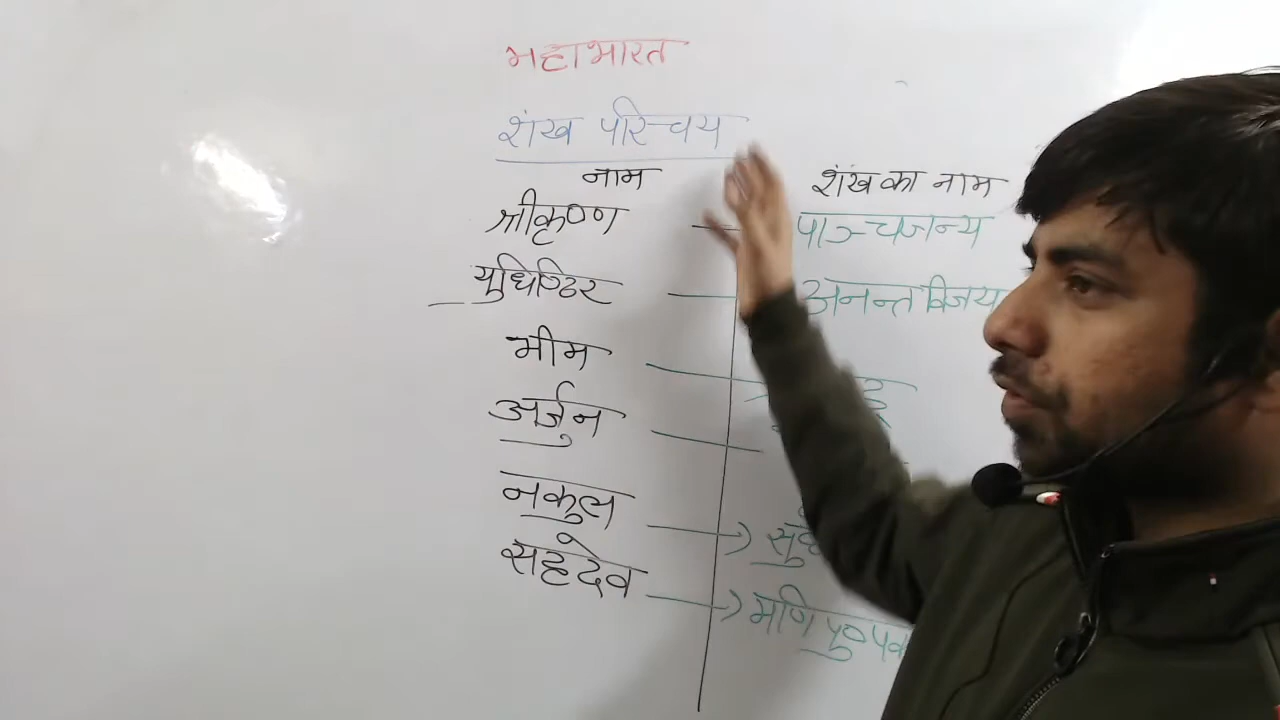 महाभारत
शंख परिचय
नाम शंख का नाम
श्रीकृष्ण पाञ्चजन्य
युधिष्ठिर अनन्त विजय
भीम
अर्जुन
नकुल
सहदेव मणि पुष्पक